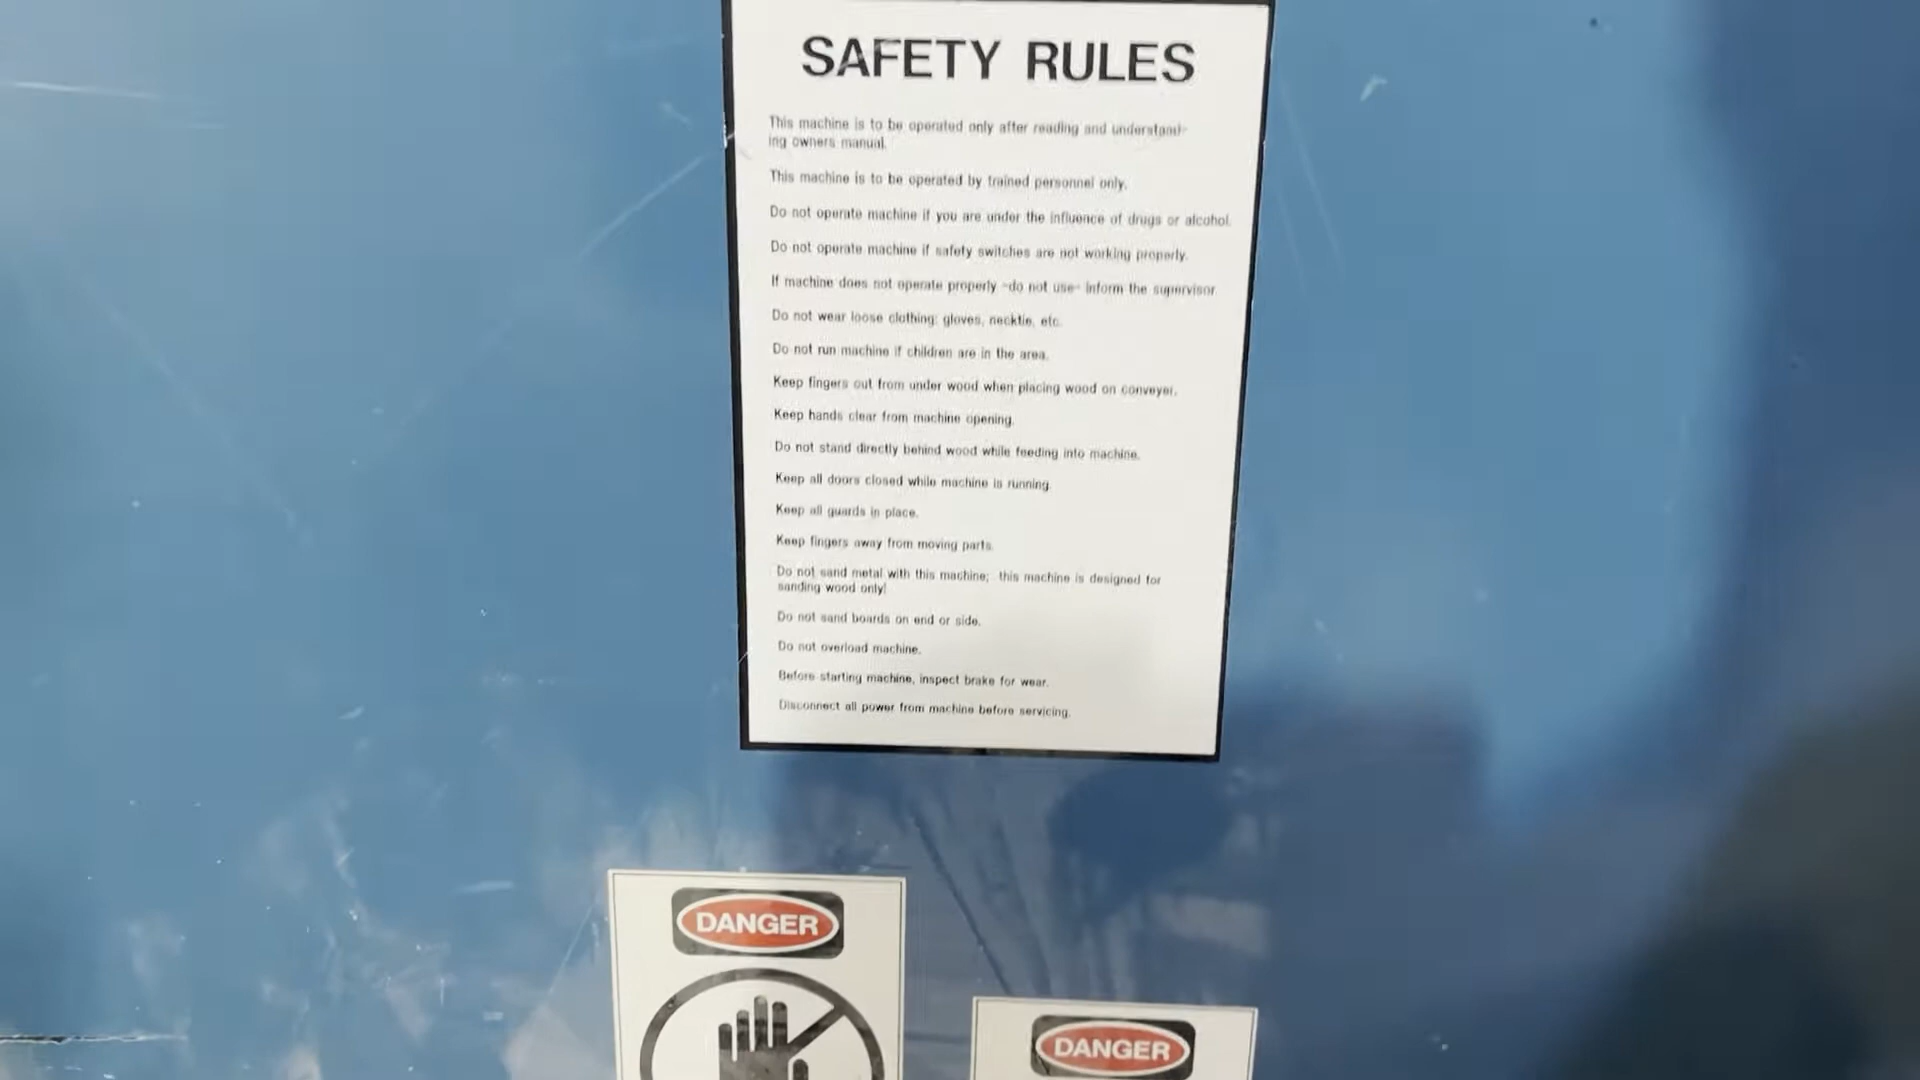 SAFETY RULES
This machine is to be operated only after reading and understand-
ing owners manual.
This machine is to be operated by trained personnel only.
Do not operate machine if you are under the influence of drugs or alcohol.
Do not operate machine if safety switches are not working properly.
If machine does not operate properly -do not use- inform the supervisor.
Do not wear loose clothing: gloves, necktie, etc.
Do not run machine if children are in the area.
Keep fingers out from under wood when placing wood on conveyer.
Keep hands clear from machine opening.
Do not stand directly behind wood while feeding into machine.
Keep all doors closed while machine is running.
Keep all guards in place.
Keep fingers away from moving parts.
Do not sand metal with this machine; this machine is designed for
sanding wood only!
Do not sand boards on end or side.
Do not overload machine.
Before starting machine, inspect brake for wear.
Disconnect all power from machine before servicing.
DANGER
DANGER